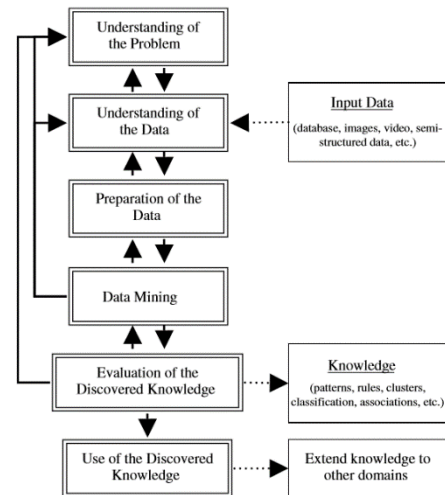 Understanding of
the Problem
Understanding of
the Data
Input Data
(database, images, video, semi-
structured data, etc.)
Preparation of the
Data
Data Mining
Evaluation of the
Discovered Knowledge
Knowledge
(patterns, rules, clusters,
classification, associations, etc.)
Use of the Discovered
Knowledge
Extend knowledge to
other domains